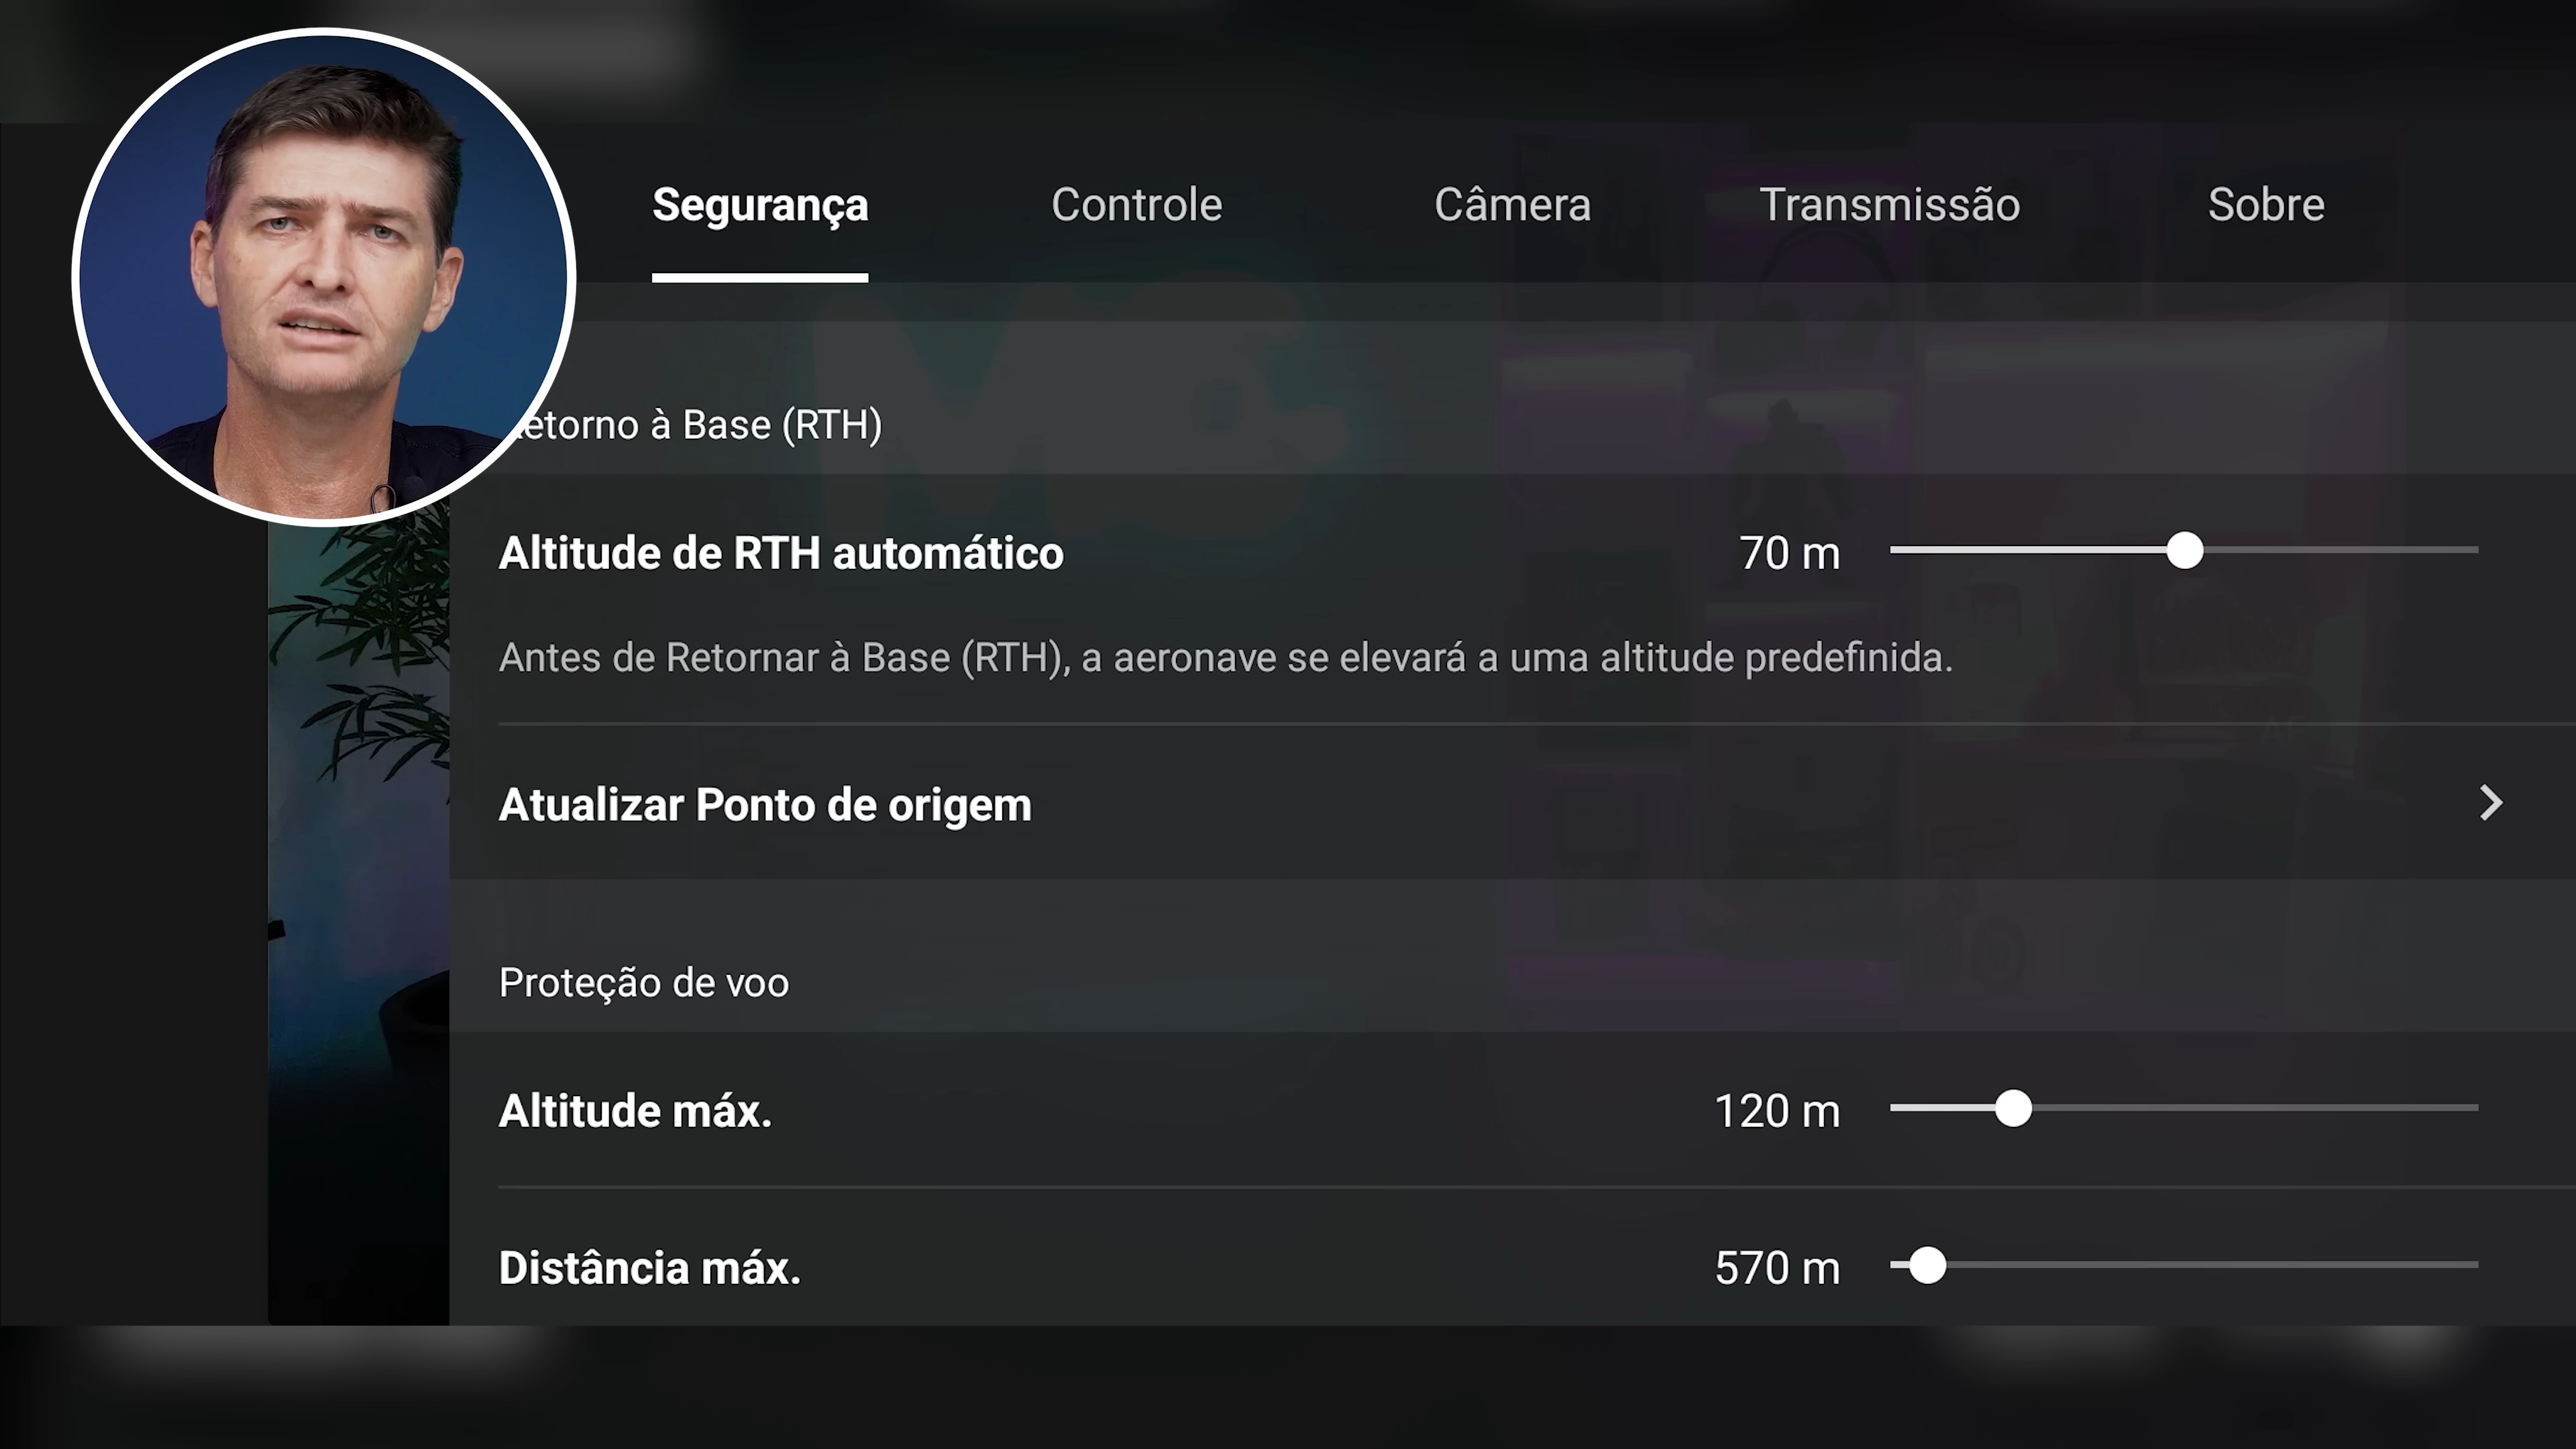 Segurança
Controle
Câmera
Transmissão
Sobre
etorno à Base (RTH)
Altitude de RTH automático
70 m
Antes de Retornar à Base (RTH), a aeronave se elevará a uma altitude predefinida.
Atualizar Ponto de origem
Proteção de voo
Altitude máx.
120 m
Distância máx.
570 m